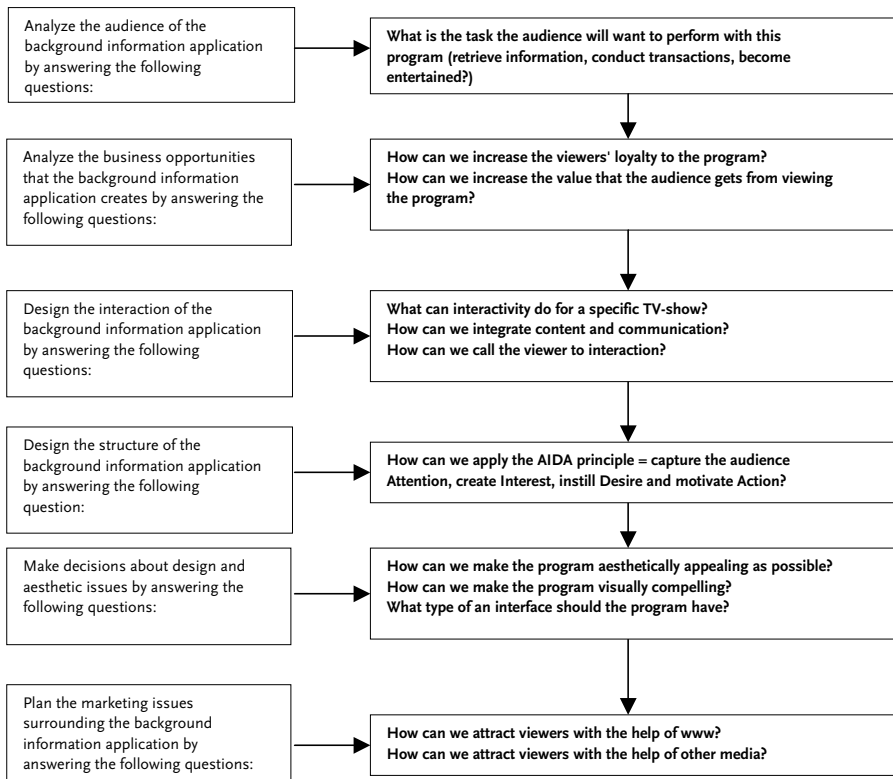 Analyze the audience of the
background information application
by answering the following
questions:
What is the task the audience will want to perform with this
program (retrieve information, conduct transactions, become
entertained?)
Analyze the business opportunities
that the background information
application creates by answering the
following questions:
How can we increase the viewers' loyalty to the program?
How can we increase the value that the audience gets from viewing
the program?
Design the interaction of the
background information application
by answering the following
questions:
What can interactivity do for a specific TV-show?
How can we integrate content and communication?
How can we call the viewer to interaction?
Design the structure of the
background information application
by answering the following
question:
How can we apply the AIDA principle = capture the audience
Attention, create Interest, instill Desire and motivate Action?
Make decisions about design and
aesthetic issues by answering the
following questions:
How can we make the program aesthetically appealing as possible?
How can we make the program visually compelling?
What type of an interface should the program have?
Plan the marketing issues
surrounding the background
information application by
answering the following questions:
How can we attract viewers with the help of www?
How can we attract viewers with the help of other media?